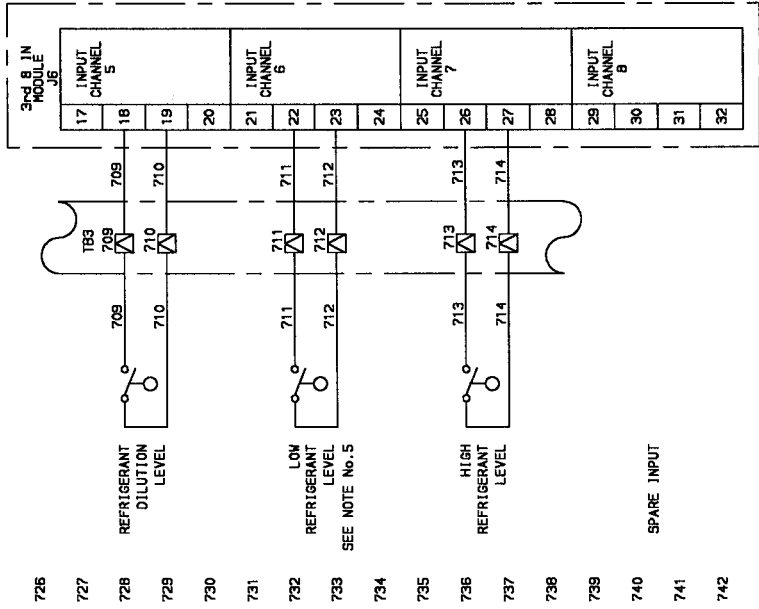 3rd 8 IN
MODULE
J6
INPUT
CHANNEL
5
INPUT
CHANNEL
6
INPUT
CHANNEL
7
INPUT
CHANNEL
8
17
18
19
20
21
22
23
24
25
26
27
28
29
30
31
32
709
710
711
712
713
714
TB3
709
710
711
712
713
714
709
710
711
712
713
714
REFRIGERANT
DILUTION
LEVEL
LOW
REFRIGERANT
LEVEL
SEE NOTE No.5
HIGH
REFRIGERANT
LEVEL
SPARE INPUT
726
727
728
729
730
731
732
733
734
735
736
737
738
739
740
741
742